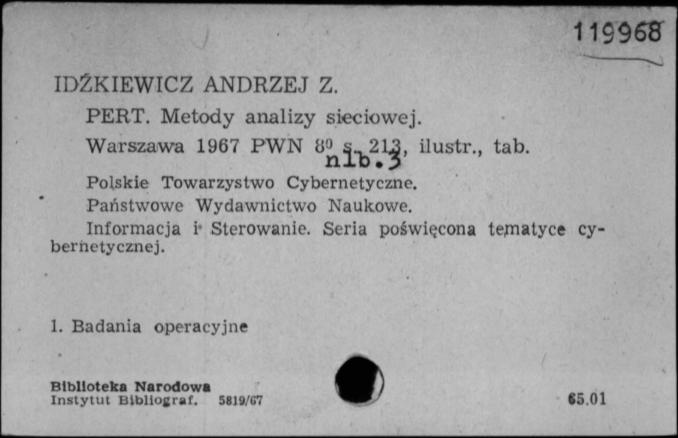 119968
IDŹKIEWICZ ANDRZEJ Z.
PERT. Metody analizy sieciowej.
Warszawa 1967 PWN 8⁰ s. 213, ilustr., tab.
nlb. 3
Polskie Towarzystwo Cybernetyczne.
Państwowe Wydawnictwo Naukowe.
Informacja i Sterowanie. Seria poświęcona tematyce cy-
bernetycznej.
1. Badania operacyjne
Biblioteka Narodowa
Instytut Bibliograf. 5819/67
65.01